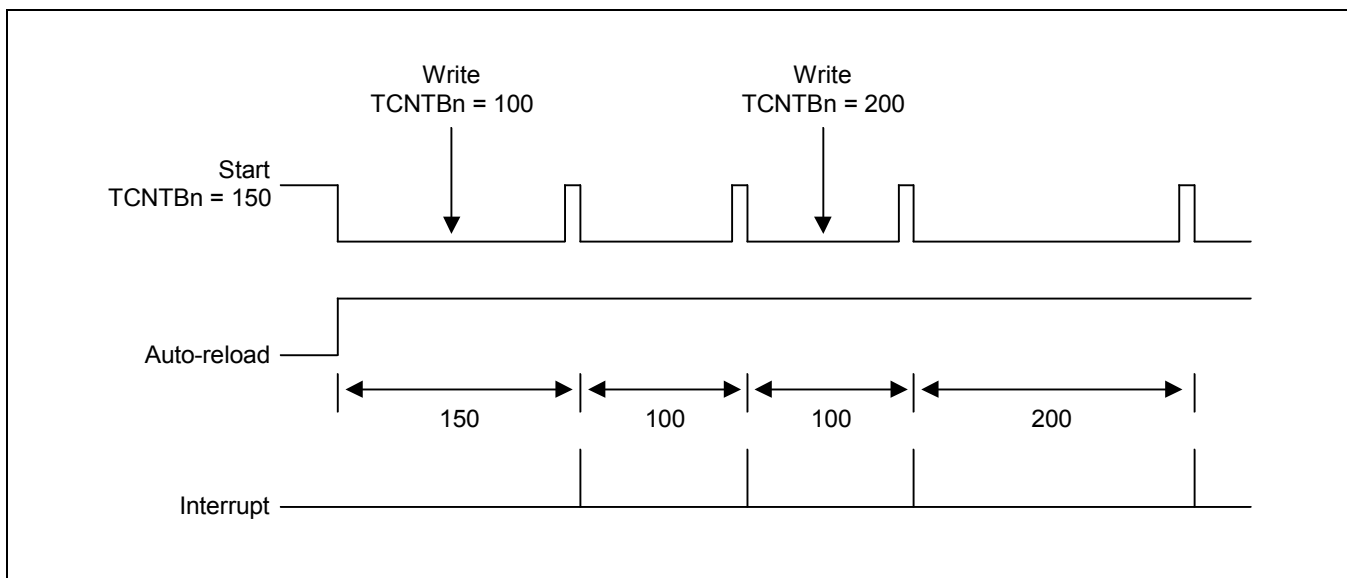 Write
TCNTBn = 100
Write
TCNTBn = 200
Start
TCNTBn = 150
Auto-reload
150
100
100
200
Interrupt